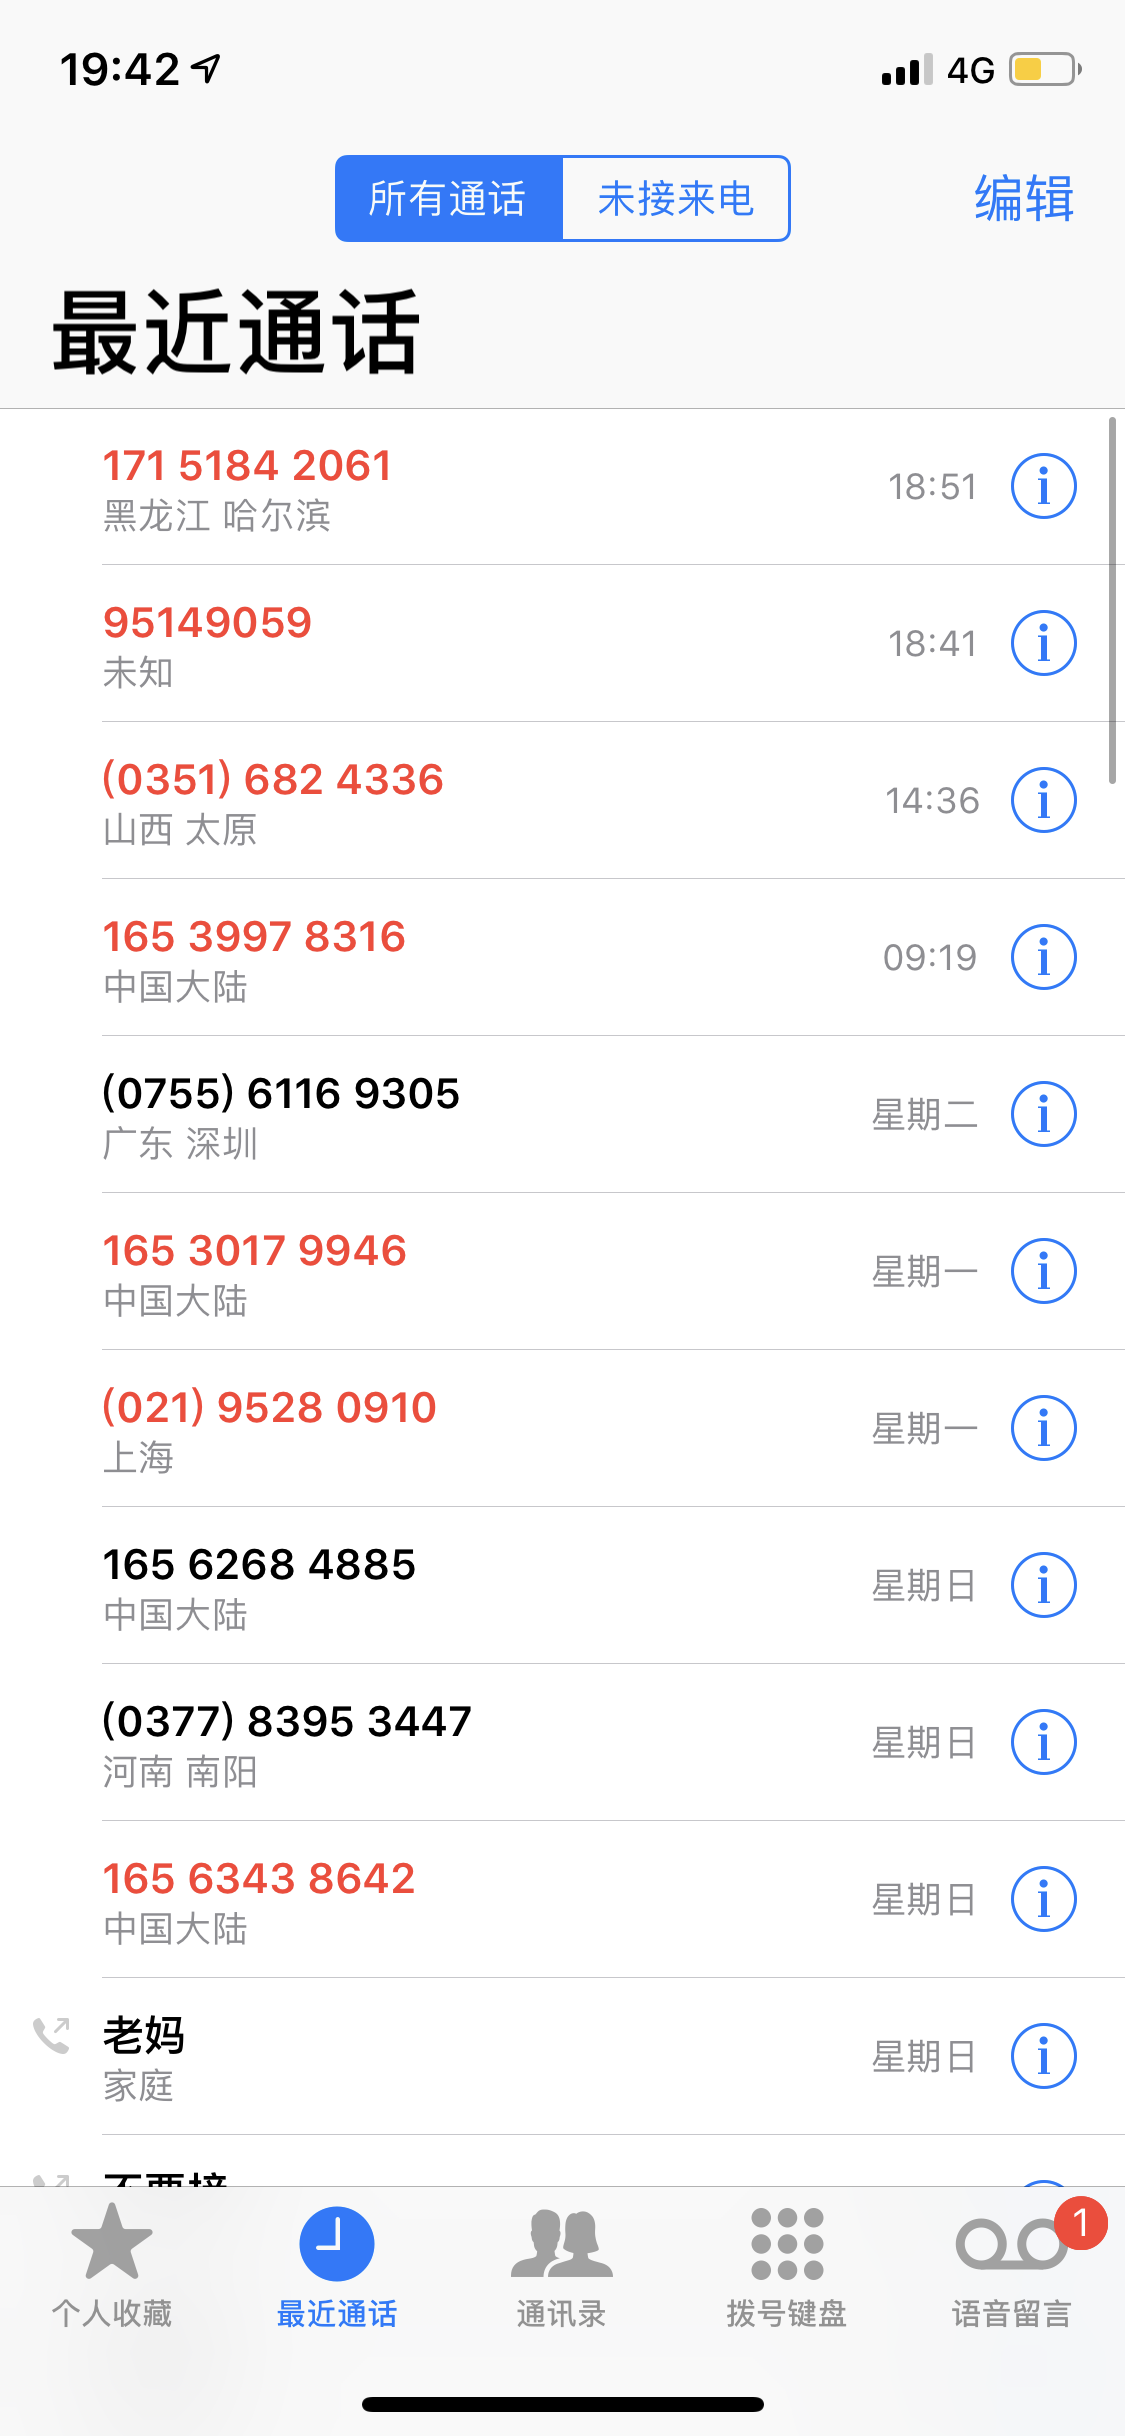 19:42
4G
所有通话 未接来电 编辑
最近通话
171 5184 2061
黑龙江 哈尔滨
18:51
95149059
未知
18:41
(0351) 682 4336
山西 太原
14:36
165 3997 8316
中国大陆
09:19
(0755) 6116 9305
广东 深圳
星期二
165 3017 9946
中国大陆
星期一
(021) 9528 0910
上海
星期一
165 6268 4885
中国大陆
星期日
(0377) 8395 3447
河南 南阳
星期日
165 6343 8642
中国大陆
星期日
老妈
家庭
星期日
1
个人收藏 最近通话 通讯录 拨号键盘 语音留言